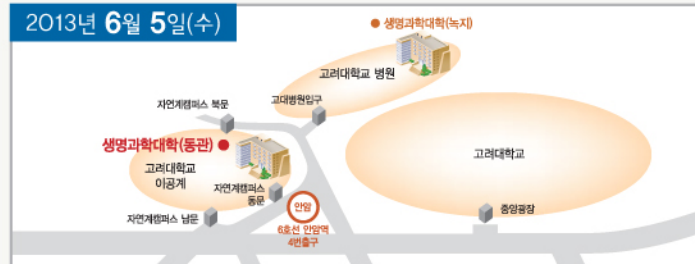 2013년 6월 5일(수)
생명과학대학(녹지)
고려대학교 병원
고대병원입구
자연계캠퍼스 북문
생명과학대학(동관)
고려대학교
이공계
자연계캠퍼스
동문
자연계캠퍼스 남문
안암
6호선 안암역
4번출구
고려대학교
중앙광장